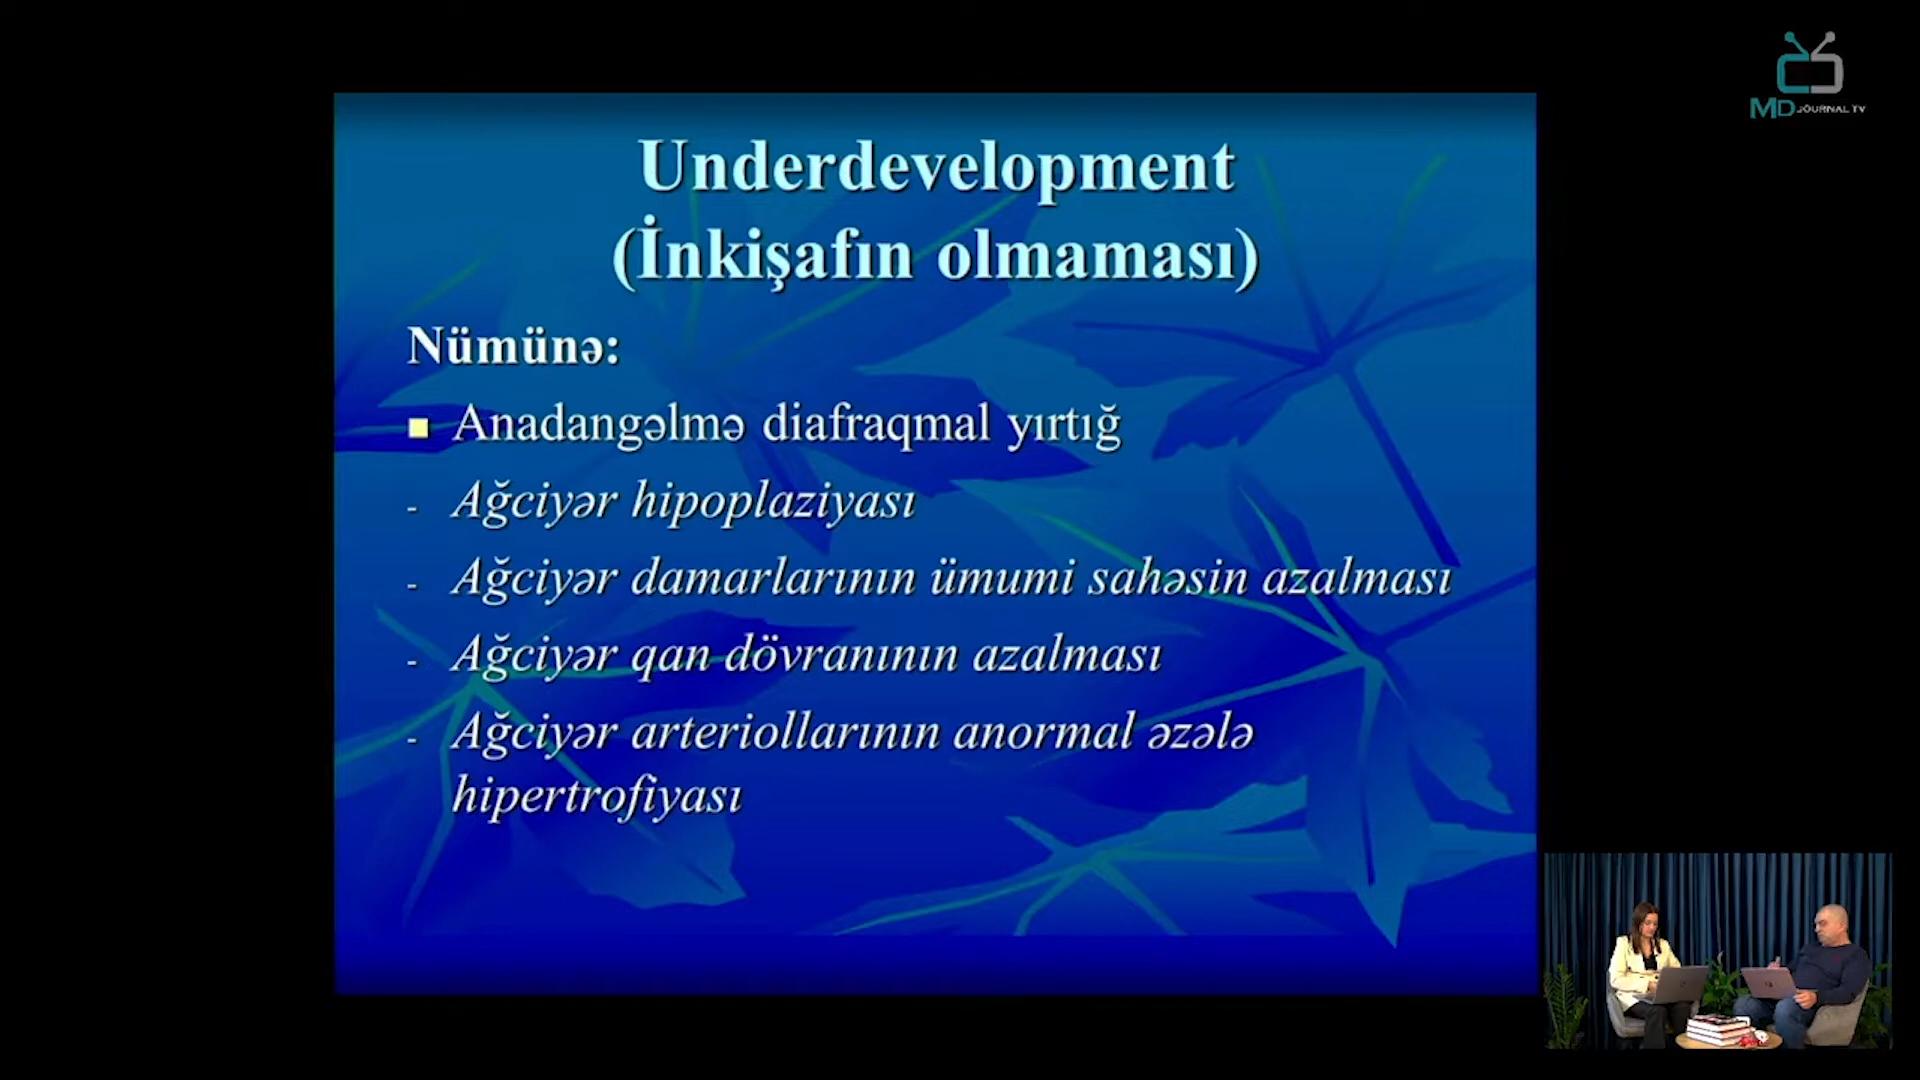 MD JOURNAL TV
Underdevelopment
(İnkişafın olmaması)
Nümünə:
■ Anadangəlmə diafraqmal yırtığ
- Ağciyər hipoplaziyası
- Ağciyər damarlarının ümumi sahəsin azalması
- Ağciyər qan dövranının azalması
- Ağciyər arteriollarının anormal əzələ
hipertrofiyası